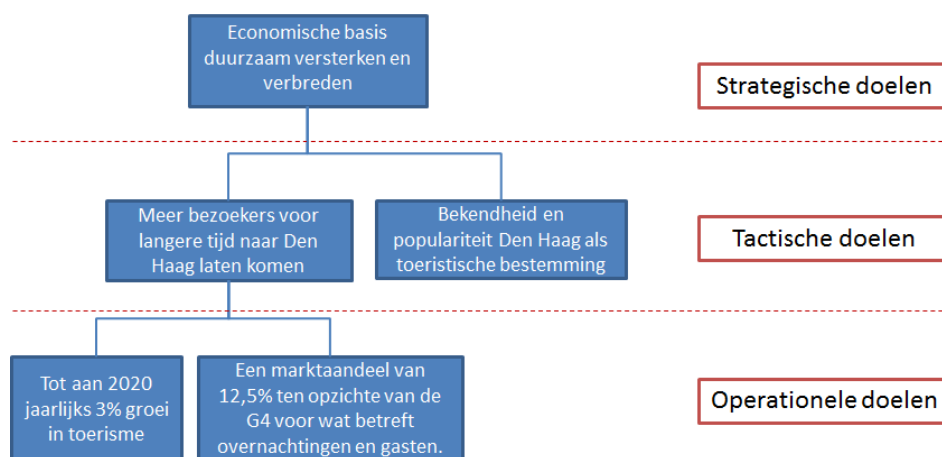 Economische basis
duurzaam versterken en
verbreden
Strategische doelen
Meer bezoekers voor
langere tijd naar Den
Haag laten komen
Bekendheid en
populariteit Den Haag als
toeristische bestemming
Tactische doelen
Tot aan 2020
jaarlijks 3% groei
in toerisme
Een marktaandeel van
12,5% ten opzichte van de
G4 voor wat betreft
overnachtingen en gasten.
Operationele doelen